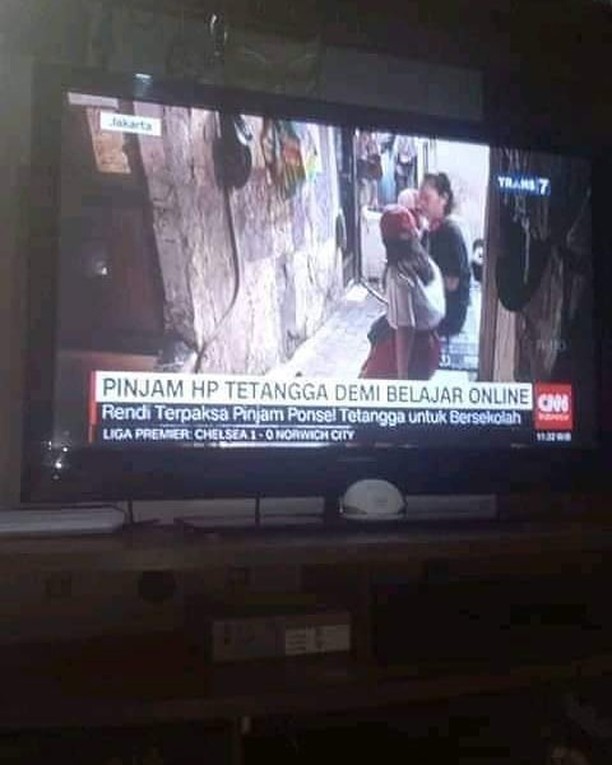 Jakarta
TRANS 7
PINJAM HP TETANGGA DEMI BELAJAR ONLINE
Rendi Terpaksa Pinjam Ponsel Tetangga untuk Bersekolah
CNN
Indonesia
LIGA PREMIER: CHELSEA 1 - 0 NORWICH CITY